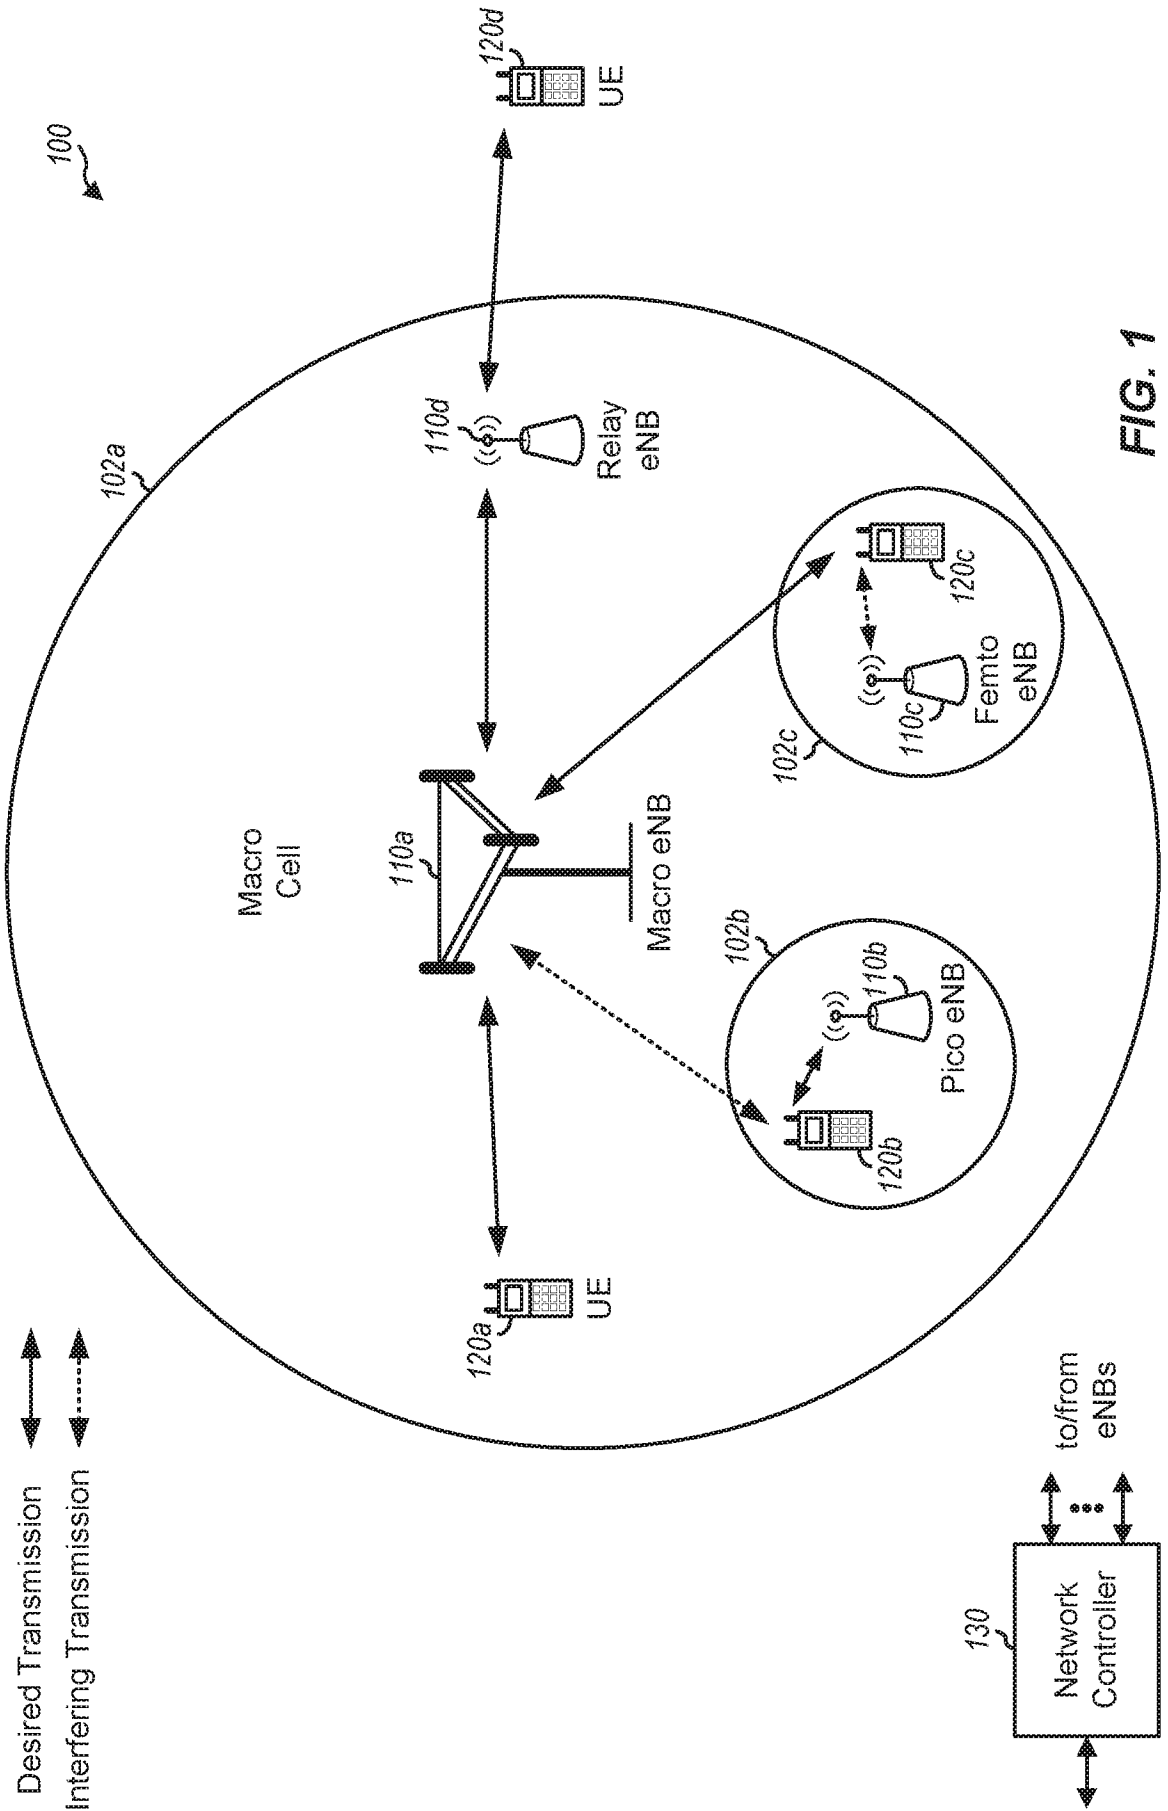 Desired Transmission
Interfering Transmission
100
102a
Macro
Cell
110a
Macro eNB
120a
UE
110d
Relay
eNB
120d
UE
102b
110b
Pico eNB
120b
102c
110c
Femto
eNB
120c
130
Network
Controller
to/from
eNBs
FIG. 1